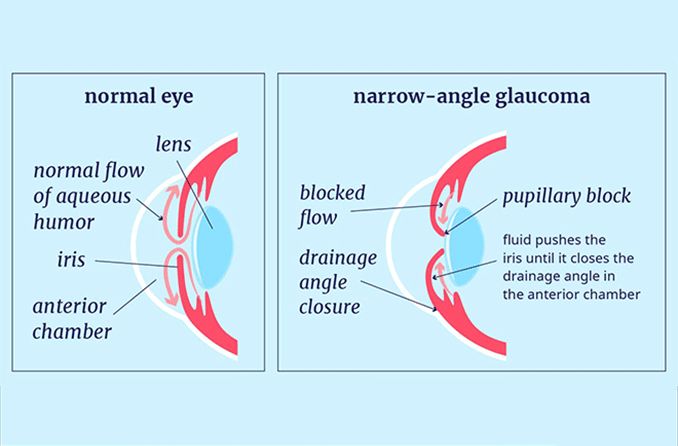 normal eye
lens
normal flow
of aqueous
humor
iris
anterior
chamber
narrow-angle glaucoma
blocked
flow
drainage
angle
closure
pupillary block
fluid pushes the
iris until it closes the
drainage angle in
the anterior chamber